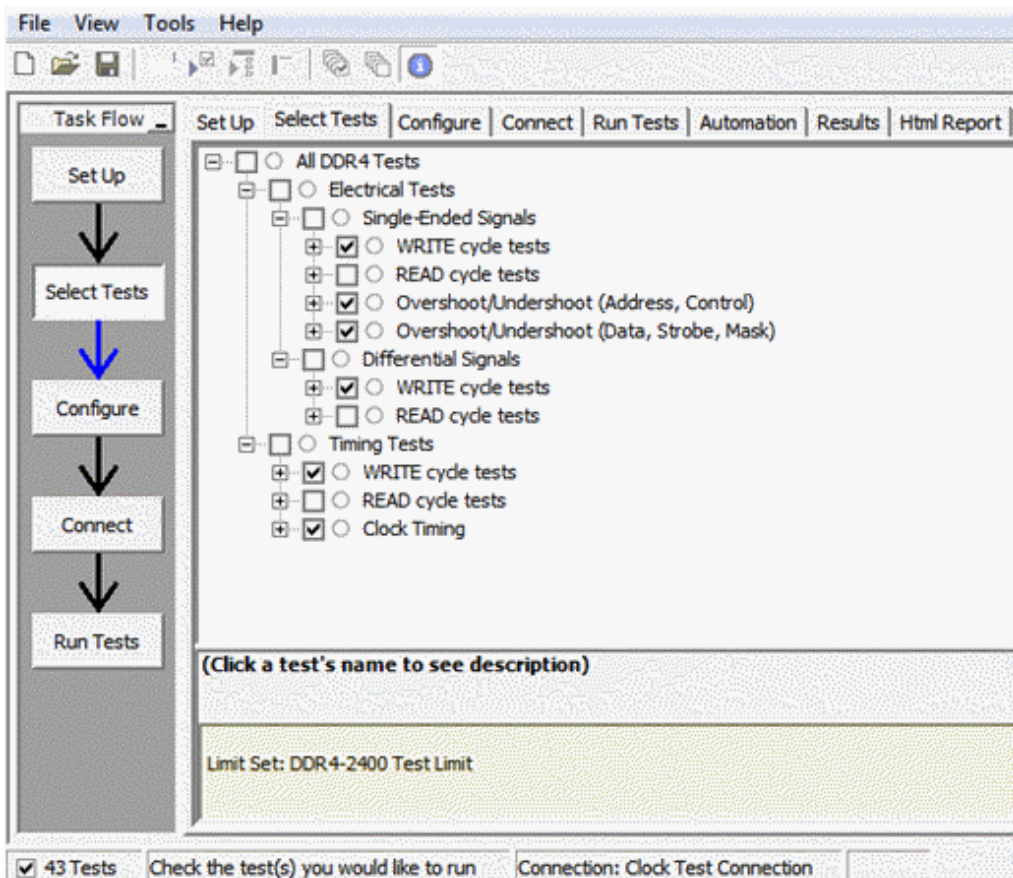 File View Tools Help
Task Flow _
Set Up Select Tests Configure Connect Run Tests Automation Results Html Report
All DDR4 Tests
Set Up
Electrical Tests
Single-Ended Signals
WRITE cycle tests
READ cycle tests
Select Tests
Overshoot/Undershoot (Address, Control)
Overshoot/Undershoot (Data, Strobe, Mask)
Differential Signals
WRITE cycle tests
Configure
READ cycle tests
Timing Tests
WRITE cycle tests
READ cycle tests
Connect
Clock Timing
Run Tests
(Click a test's name to see description)
Limit Set: DDR4-2400 Test Limit
43 Tests Check the test(s) you would like to run Connection: Clock Test Connection